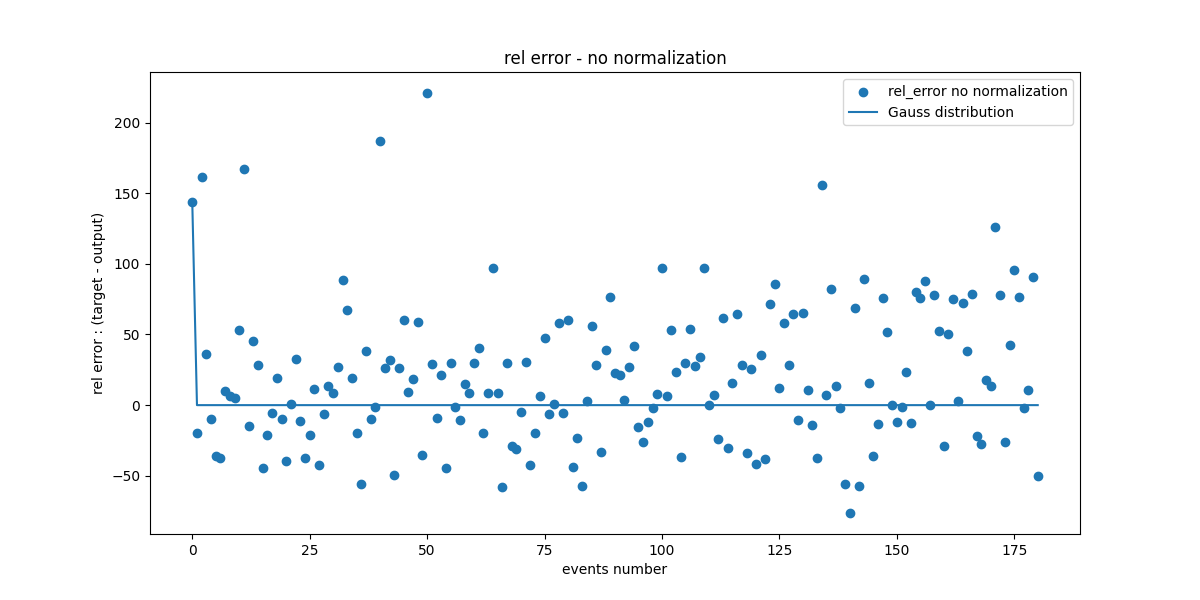 rel error - no normalization
rel_error no normalization
Gauss distribution
rel error : (target - output)
200
150
100
50
0
−50
0
25
50
75
100
125
150
175
events number